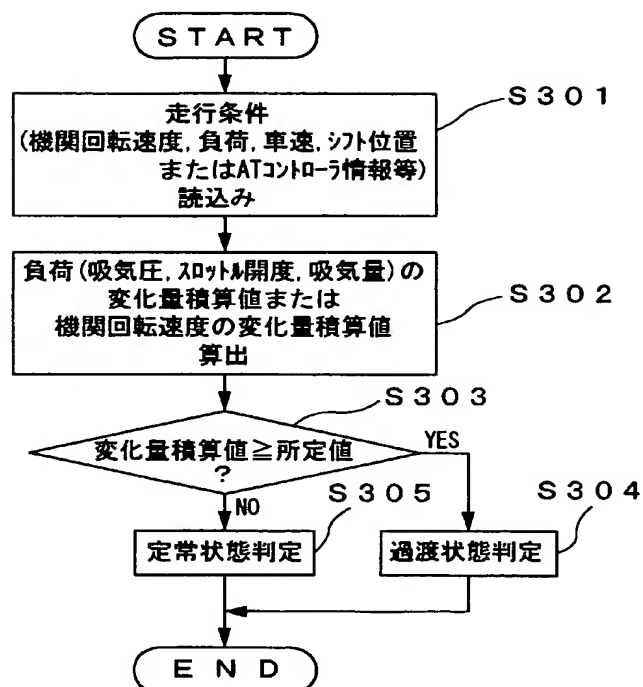 START
S301
走行条件
(機関回転速度, 負荷, 車速, シフト位置
またはATコントローラ情報等)
読込み
負荷(吸気圧, スロットル開度, 吸気量)の
変化量積算値または
機関回転速度の変化量積算値
算出
S302
S303
変化量積算値≧所定値
?
YES
NO
S305
S304
定常状態判定
過渡状態判定
END